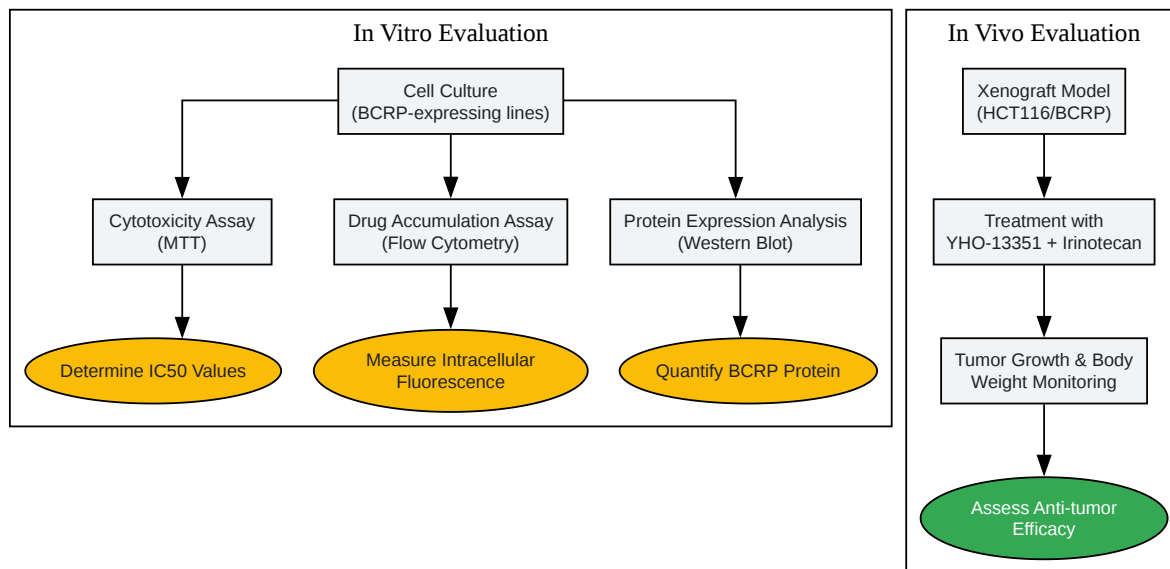 In Vitro Evaluation
Cell Culture
(BCRP-expressing lines)
Cytotoxicity Assay
(MTT)
Drug Accumulation Assay
(Flow Cytometry)
Protein Expression Analysis
(Western Blot)
Determine IC50 Values
Measure Intracellular
Fluorescence
Quantify BCRP Protein
In Vivo Evaluation
Xenograft Model
(HCT116/BCRP)
Treatment with
YHO-13351 + Irinotecan
Tumor Growth & Body
Weight Monitoring
Assess Anti-tumor
Efficacy